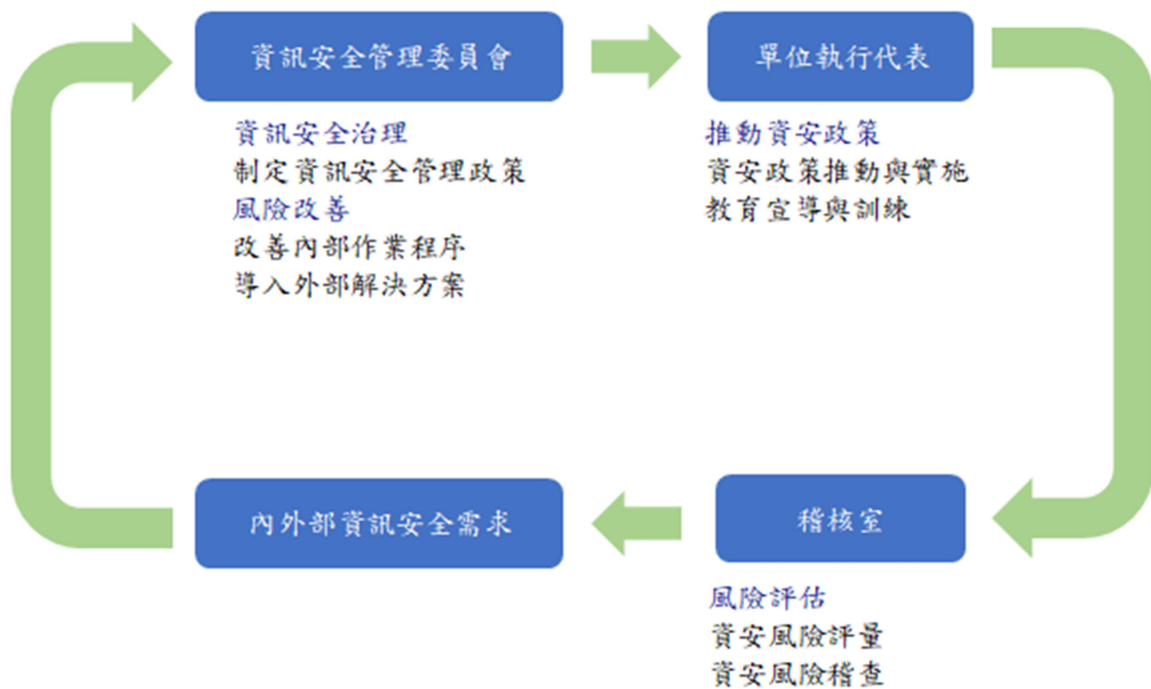 資訊安全管理委員會
資訊安全治理
制定資訊安全管理政策
風險改善
改善內部作業程序
導入外部解決方案
單位執行代表
推動資安政策
資安政策推動與實施
教育宣導與訓練
稽核室
風險評估
資安風險評量
資安風險稽查
內外部資訊安全需求